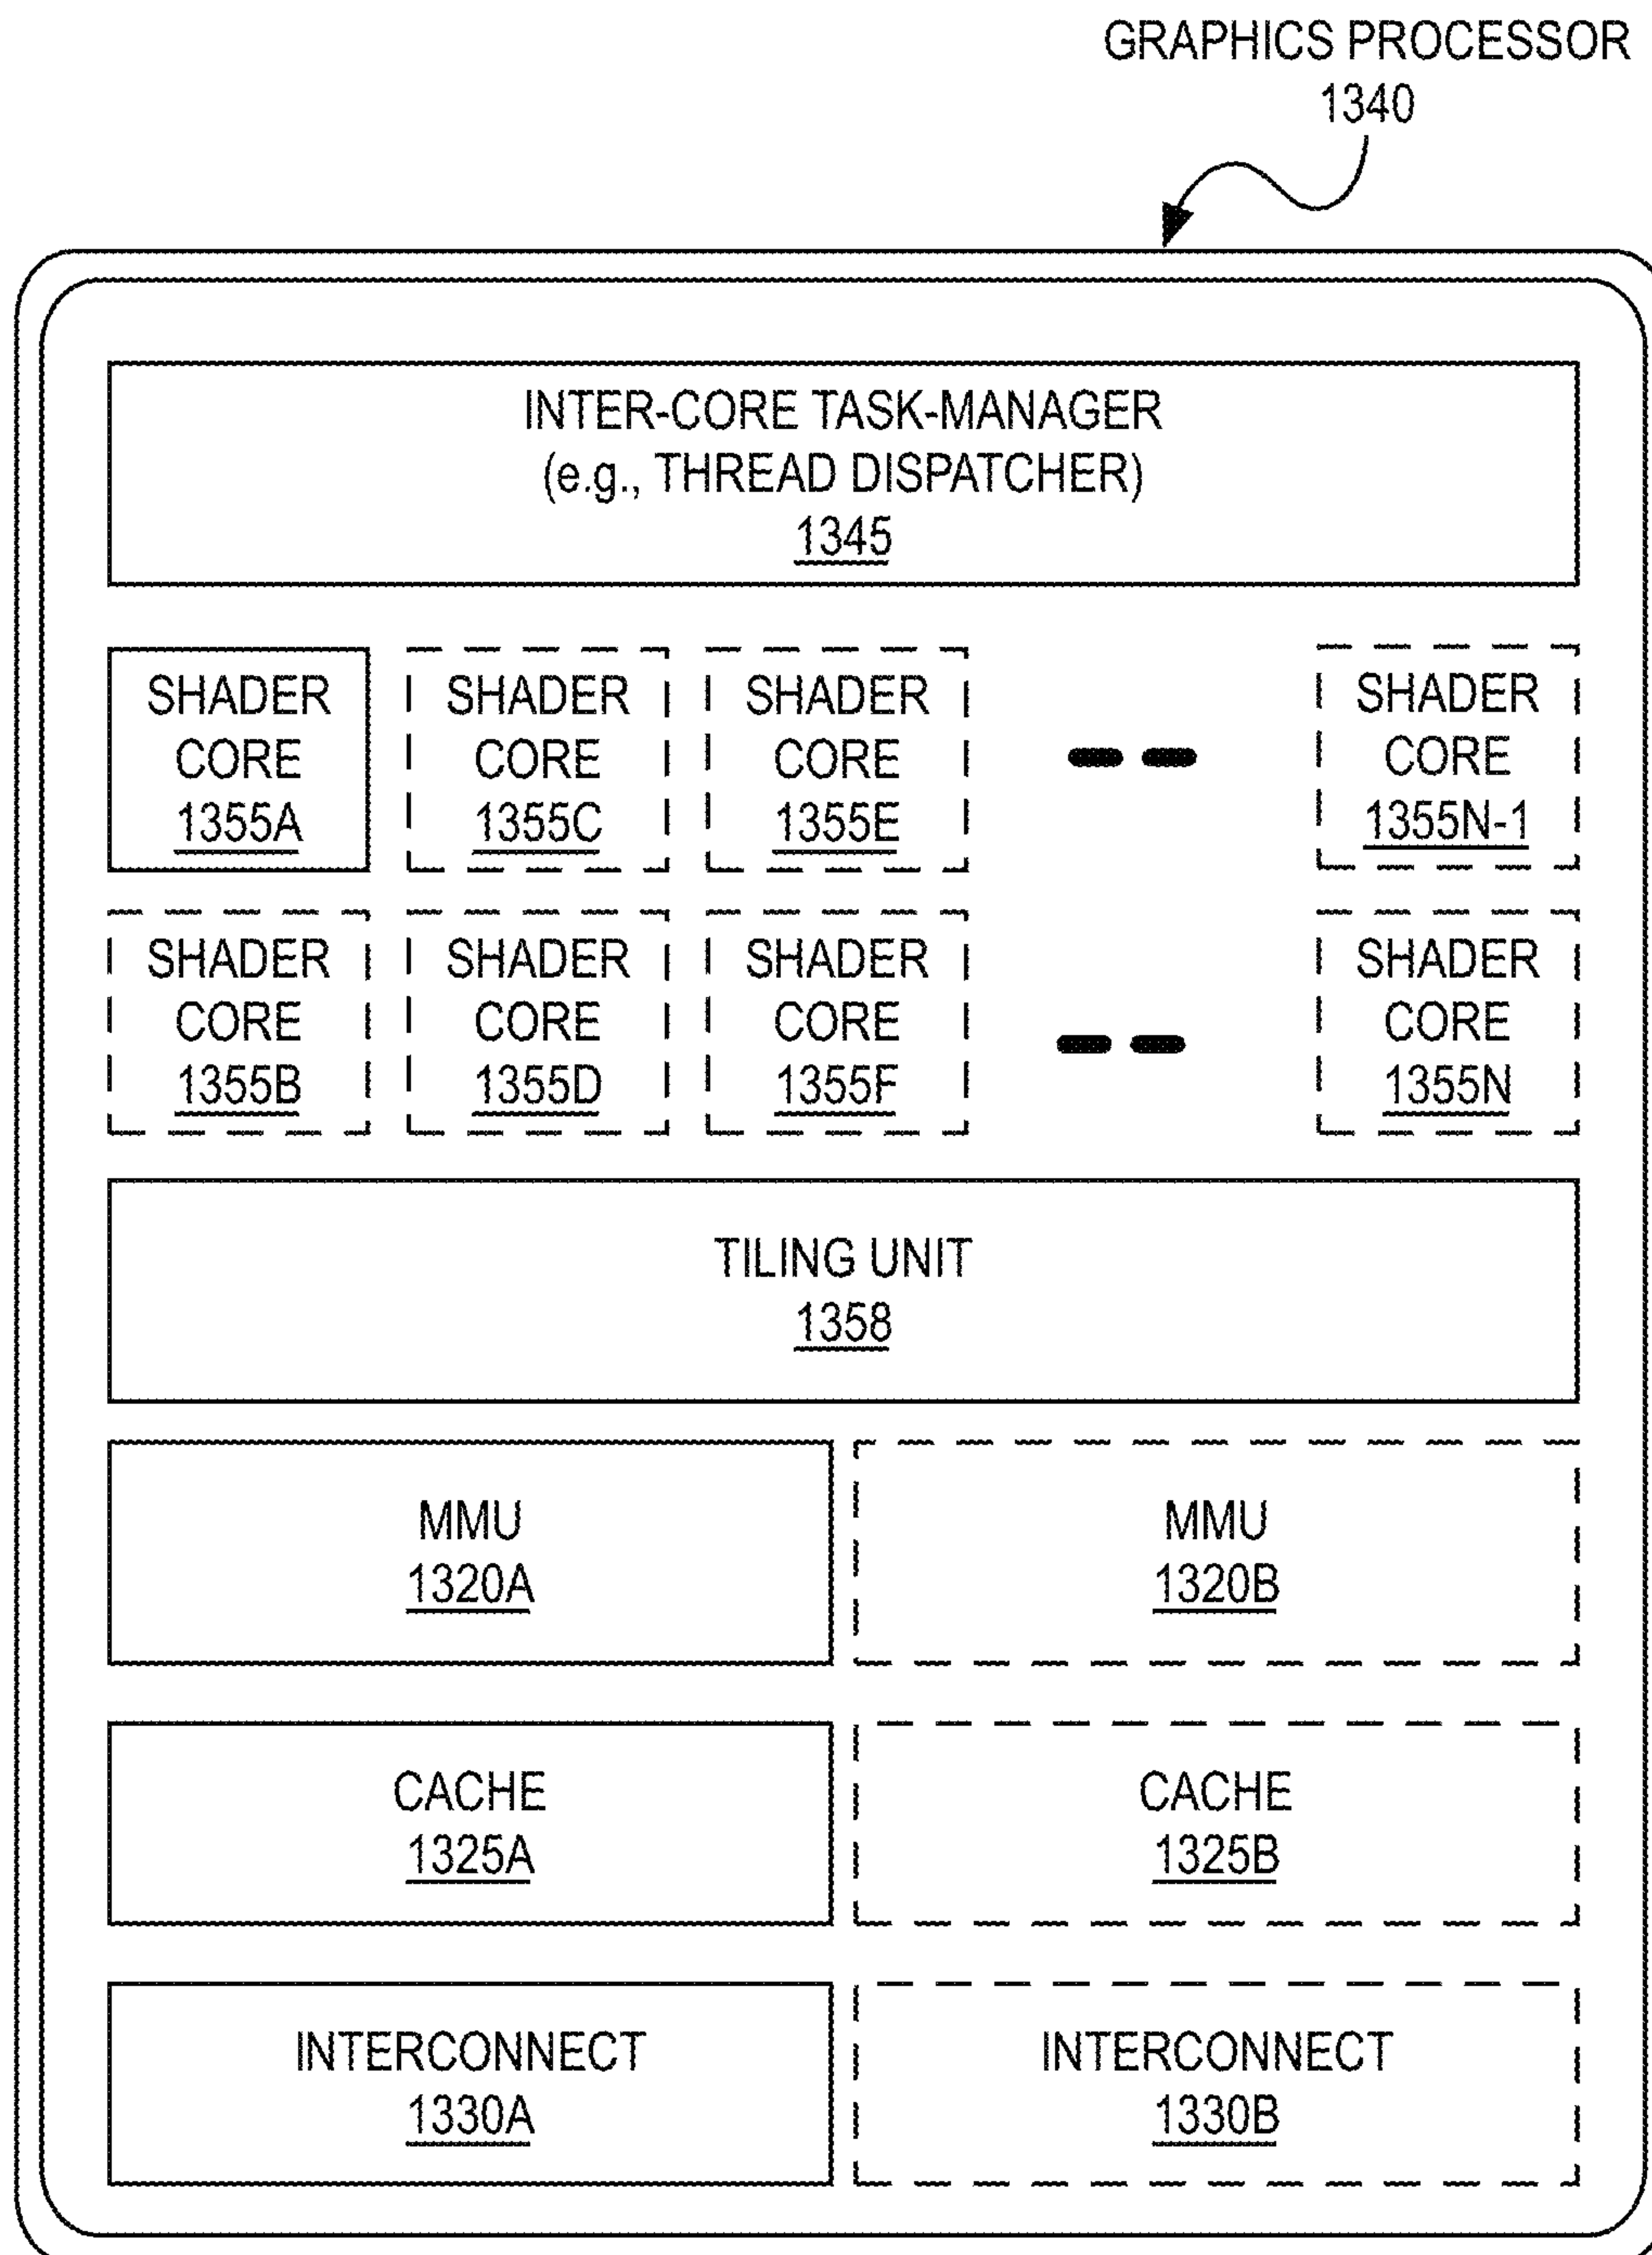 GRAPHICS PROCESSOR
1340
INTER-CORE TASK-MANAGER
(e.g., THREAD DISPATCHER)
1345
SHADER
CORE
1355A
SHADER
CORE
1355C
SHADER
CORE
1355E
SHADER
CORE
1355N-1
SHADER
CORE
1355B
SHADER
CORE
1355D
SHADER
CORE
1355F
SHADER
CORE
1355N
TILING UNIT
1358
MMU
1320A
MMU
1320B
CACHE
1325A
CACHE
1325B
INTERCONNECT
1330A
INTERCONNECT
1330B